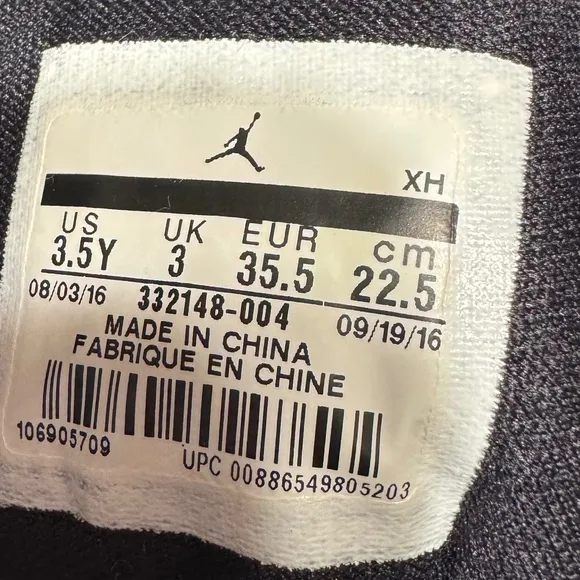 XH
US UK EUR cm
3.5Y 3 35.5 22.5
08/03/16 332148-004 09/19/16
MADE IN CHINA
FABRIQUE EN CHINE
106905709
UPC 00886549805203